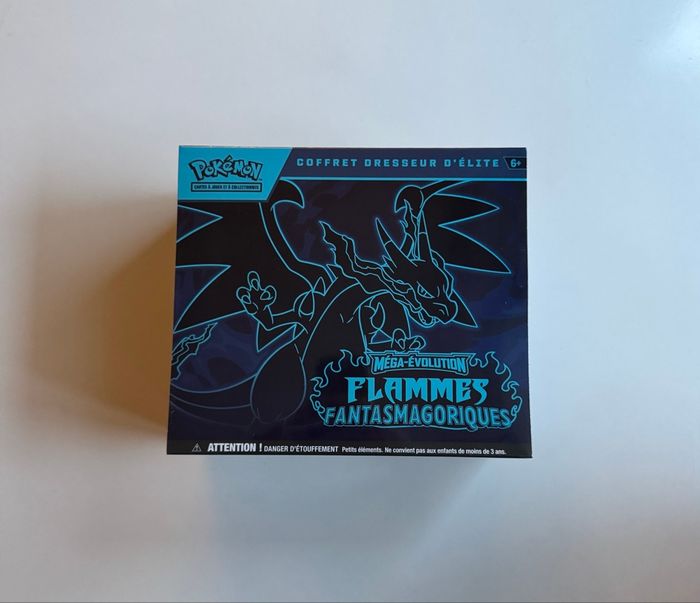 POKéMON
CARTES À JOUER ET À COLLECTIONNER
COFFRET DRESSEUR D'ÉLITE
6+
MÉGA-ÉVOLUTION
FLAMMES
FANTASMAGORIQUES
⚠ ATTENTION ! DANGER D'ÉTOUFFEMENT Petits éléments. Ne convient pas aux enfants de moins de 3 ans.